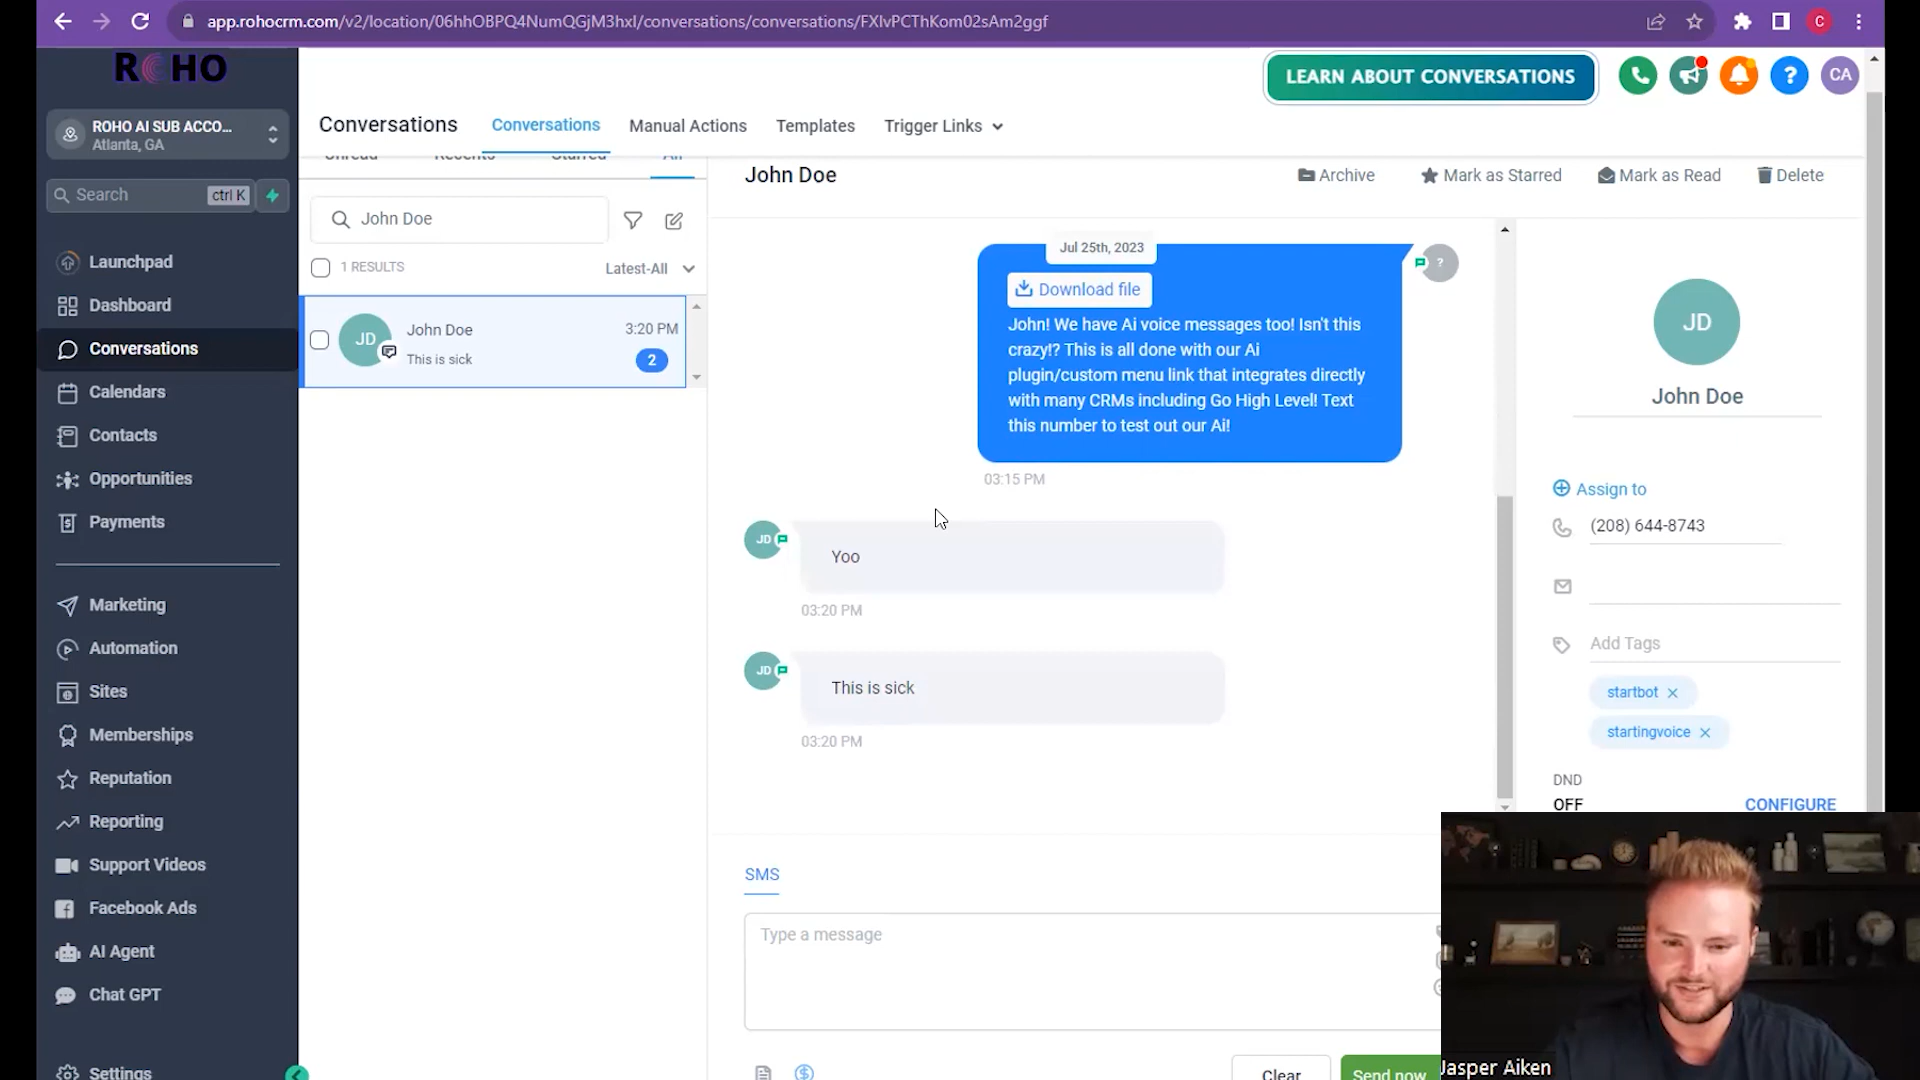 app.rohocrm.com/v2/location/06hhOBPQ4NumQGjM3hxI/conversations/conversations/FXIvPCThKom02sAm2ggf
C
ROHO
LEARN ABOUT CONVERSATIONS
?
CA
ROHO AI SUB ACCO...
Atlanta, GA
Search
ctrl K
Launchpad
Dashboard
Conversations
Calendars
Contacts
Opportunities
Payments
Marketing
Automation
Sites
Memberships
Reputation
Reporting
Support Videos
Facebook Ads
AI Agent
Chat GPT
Settings
Conversations
Conversations
Manual Actions
Templates
Trigger Links
Unread
Recents
Starred
All
John Doe
1 RESULTS
Latest-All
JD
John Doe
3:20 PM
This is sick
2
John Doe
Archive
Mark as Starred
Mark as Read
Delete
Jul 25th, 2023
?
Download file
John! We have Ai voice messages too! Isn't this
crazy!? This is all done with our Ai
plugin/custom menu link that integrates directly
with many CRMs including Go High Level! Text
this number to test out our Ai!
03:15 PM
JD
Yoo
03:20 PM
JD
This is sick
03:20 PM
SMS
Type a message
Clear
Send now
JD
John Doe
Assign to
(208) 644-8743
Add Tags
startbot
startingvoice
DND
OFF
CONFIGURE
Jasper Aiken